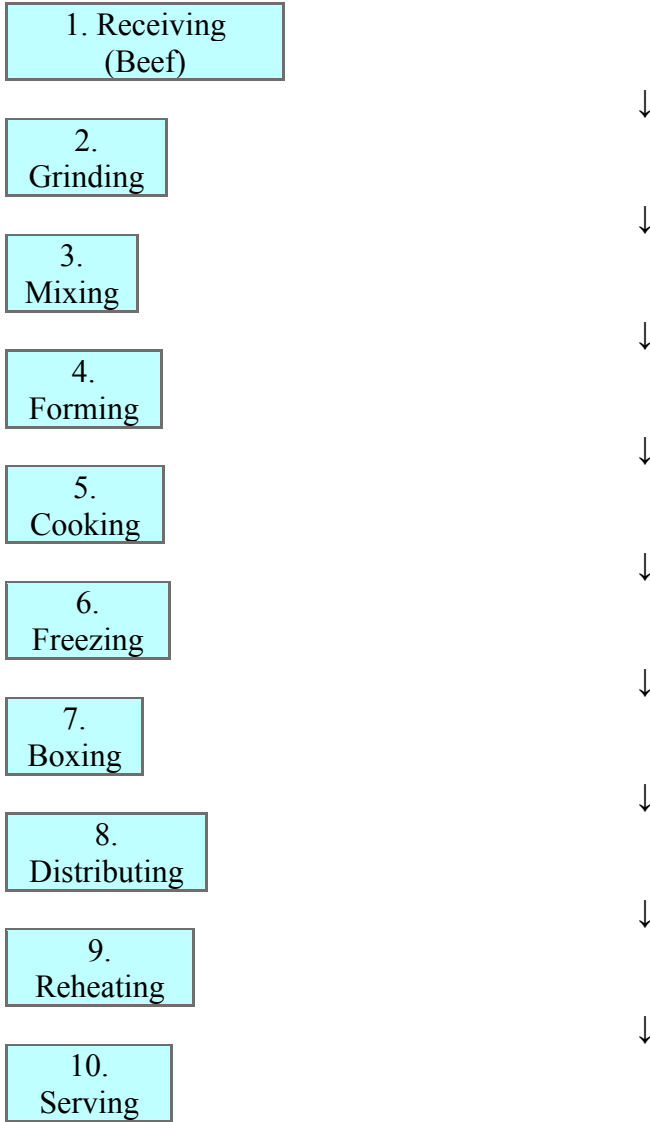 1. Receiving
(Beef)
↓
2.
Grinding
↓
3.
Mixing
↓
4.
Forming
↓
5.
Cooking
↓
6.
Freezing
↓
7.
Boxing
↓
8.
Distributing
↓
9.
Reheating
↓
10.
Serving